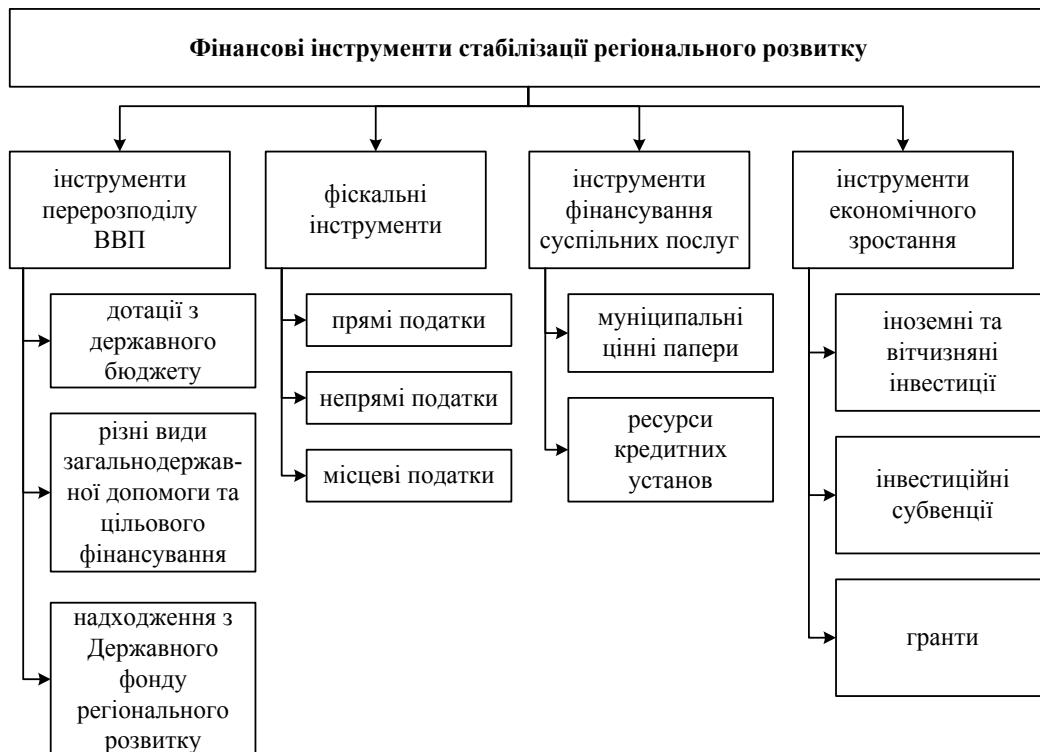 Фінансові інструменти стабілізації регіонального розвитку
інструменти
перерозподілу
ВВП
дотації з
державного
бюджету
різні види
загальнодержав-
ної допомоги та
цільового
фінансування
надходження з
Державного
фонду
регіонального
розвитку
фіскальні
інструменти
прямі податки
непрямі податки
місцеві податки
інструменти
фінансування
суспільних послуг
муніципальні
цінні папери
ресурси
кредитних
установ
інструменти
економічного
зростання
іноземні та
вітчизняні
інвестиції
інвестиційні
субвенції
гранти